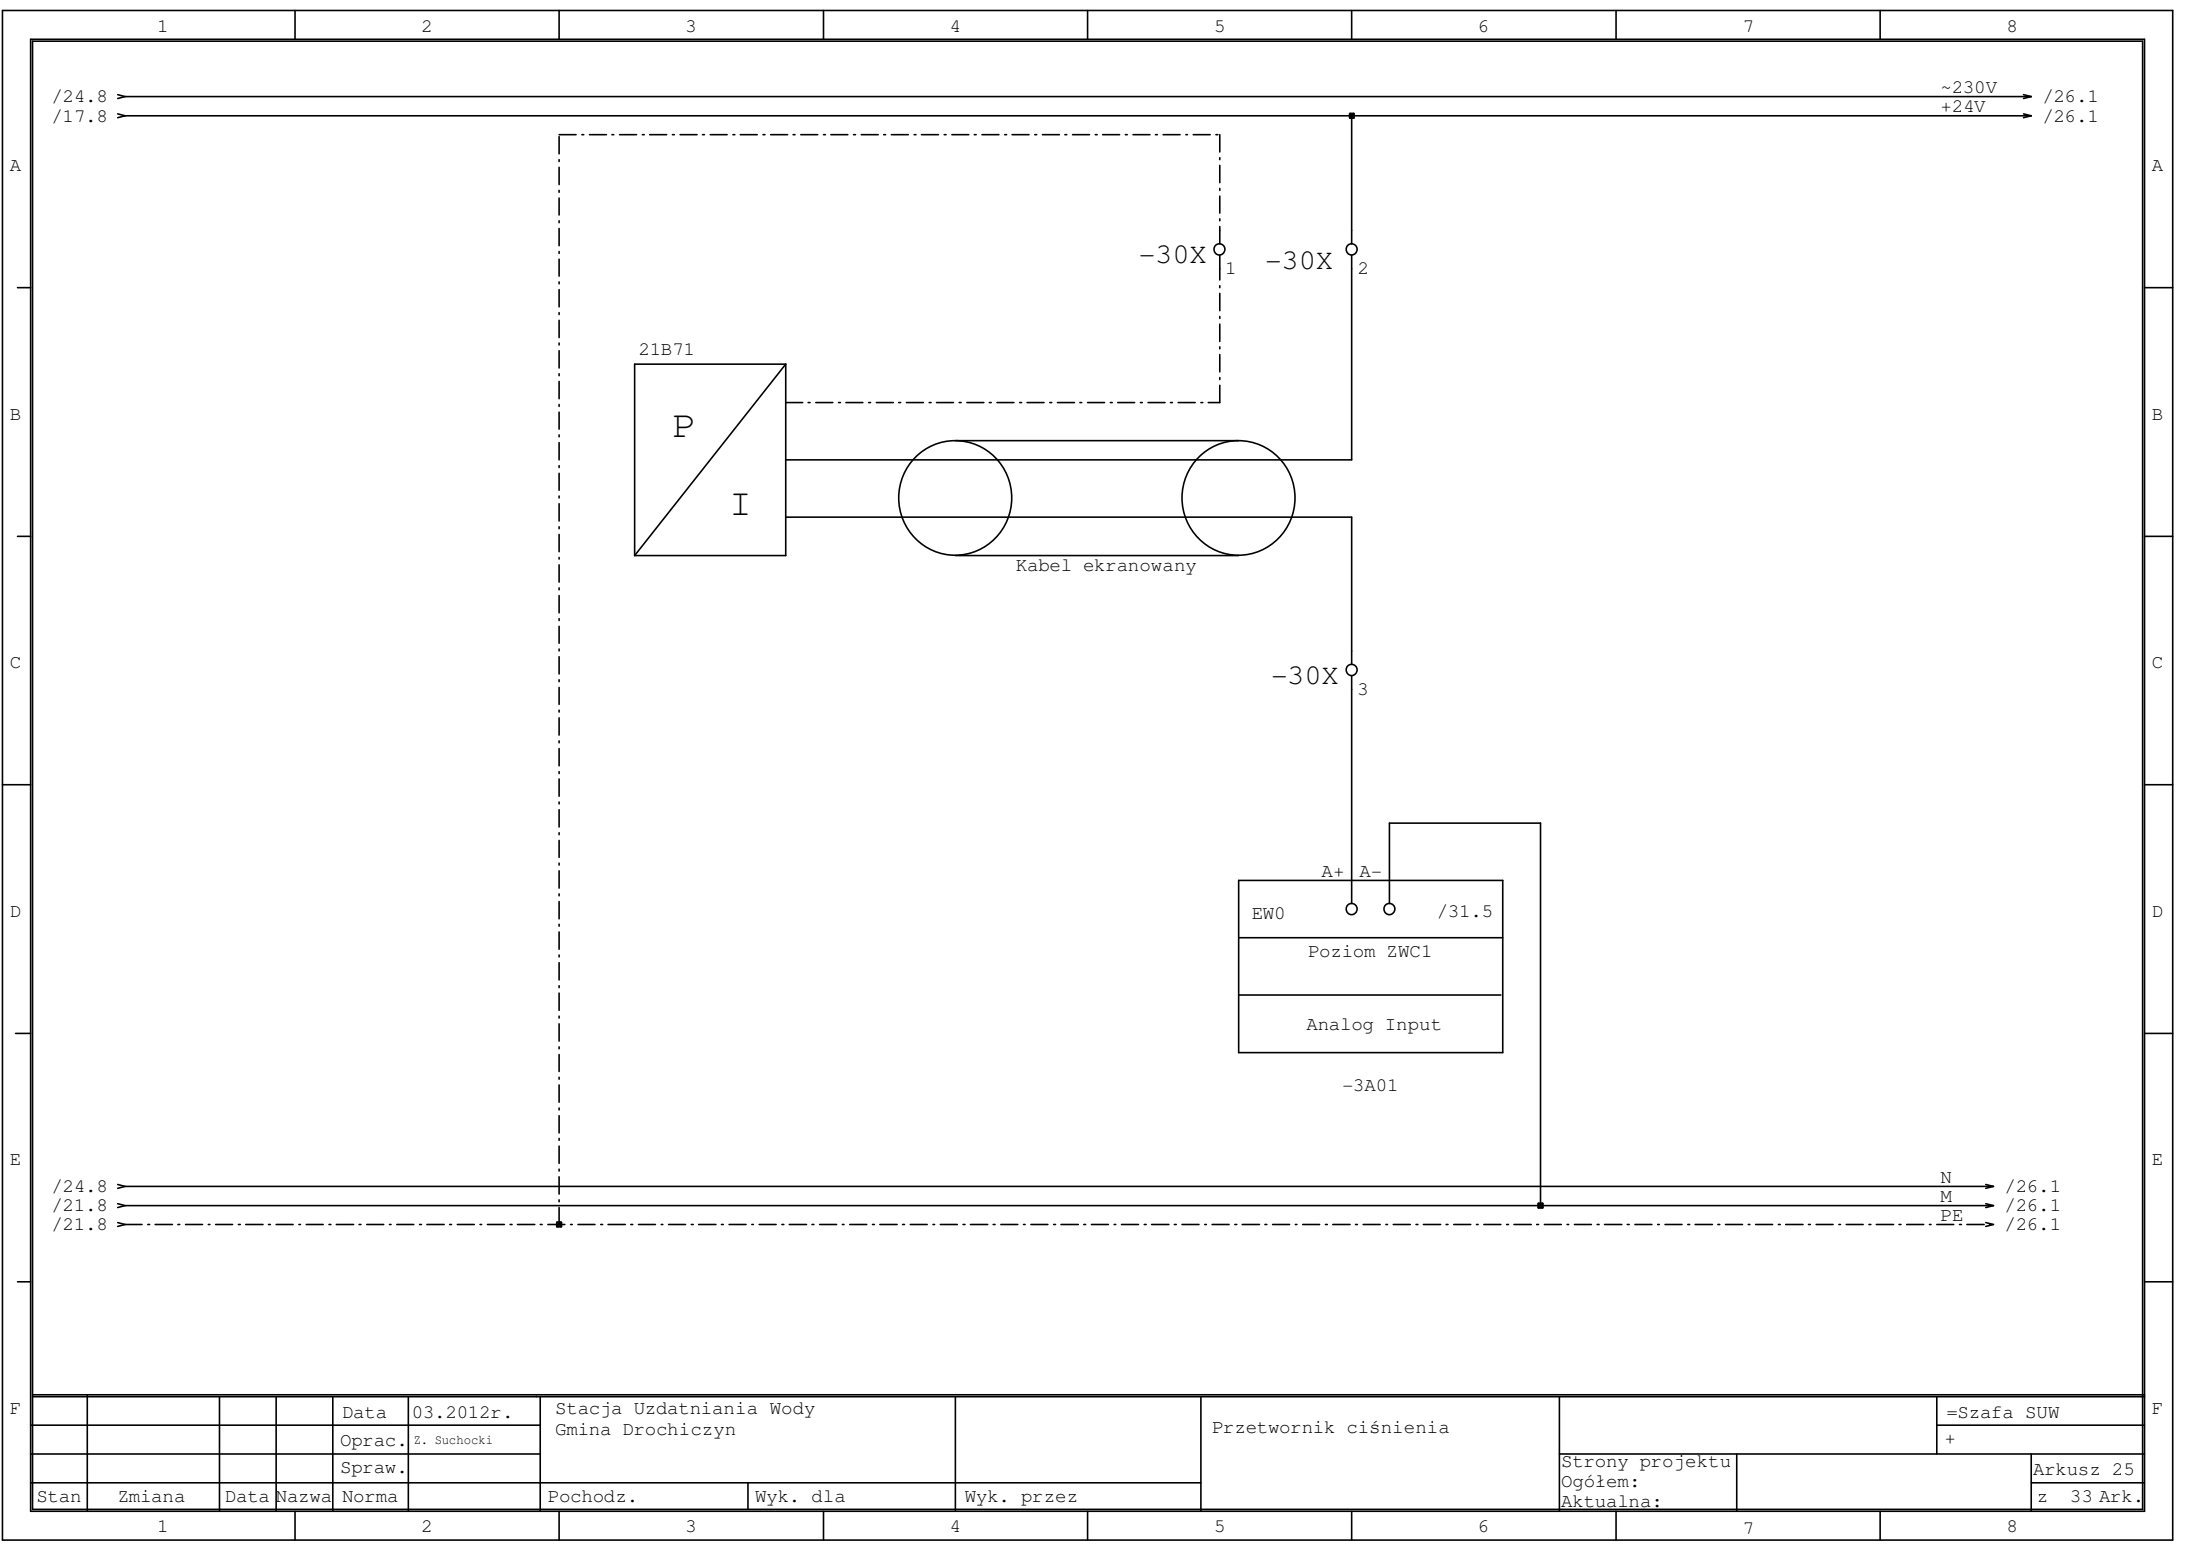 1 2 3 4 5 6 7 8
/24.8 ~230V /26.1
/17.8 +24V /26.1
A A
-30X 1 -30X 2
21B71
P
B B
I
Kabel ekranowany
C C
-30X 3
A+ A-
D EW0 /31.5 D
Poziom ZWC1
Analog Input
-3A01
E E
/24.8 N /26.1
/21.8 M /26.1
/21.8 PE /26.1
F F
Data 03.2012r. Stacja Uzdatniania Wody =Szafa SUW
Gmina Drochiczyn Przetwornik ciśnienia
Oprac. Z. Suchocki +
Spraw. Strony projektu Arkusz 25
Ogółem:
Stan Zmiana Data Nazwa Norma Pochodz. Wyk. dla Wyk. przez Aktualna: z 33 Ark.
1 2 3 4 5 6 7 8